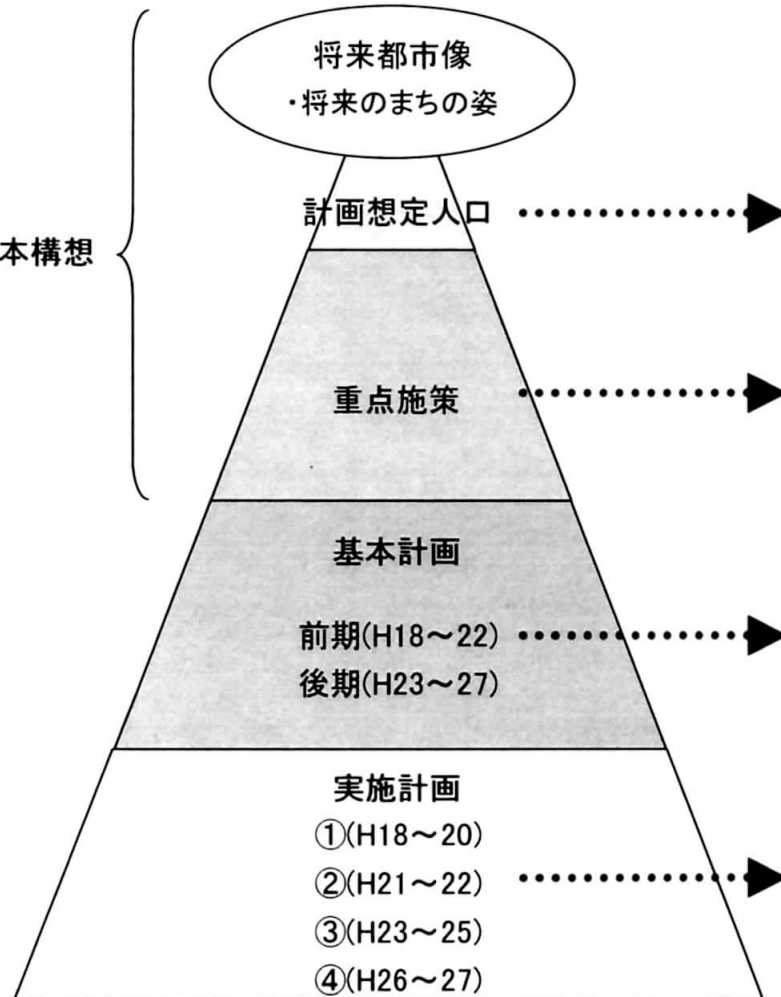 将来都市像
・将来のまちの姿
計画想定人口
本構想
重点施策
基本計画
前期(H18～22)
後期(H23～27)
実施計画
①(H18～20)
②(H21～22)
③(H23～25)
④(H26～27)